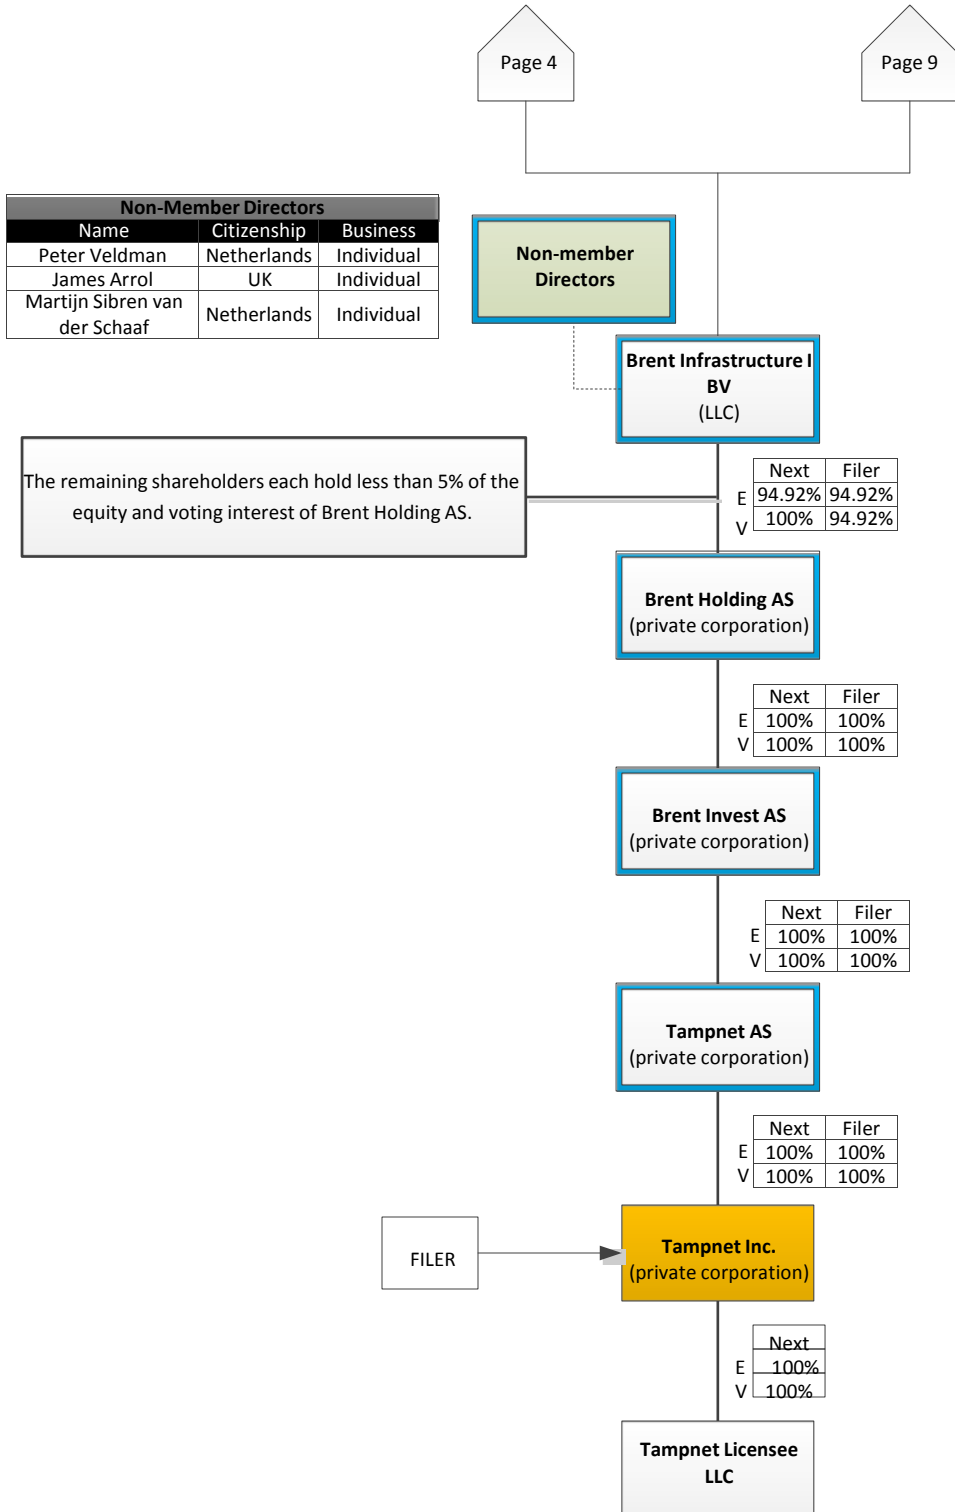 Page 4
Page 9
Non-Member Directors
Name Citizenship Business
Peter Veldman Netherlands Individual
James Arrol UK Individual
Martijn Sibren van
der Schaaf Netherlands Individual
Non-member
Directors
Brent Infrastructure I
BV
(LLC)
The remaining shareholders each hold less than 5% of the
equity and voting interest of Brent Holding AS.
Next Filer
E 94.92% 94.92%
V 100% 94.92%
Brent Holding AS
(private corporation)
Next Filer
E 100% 100%
V 100% 100%
Brent Invest AS
(private corporation)
Next Filer
E 100% 100%
V 100% 100%
Tampnet AS
(private corporation)
Next Filer
E 100% 100%
V 100% 100%
FILER
Tampnet Inc.
(private corporation)
Next
E 100%
V 100%
Tampnet Licensee
LLC